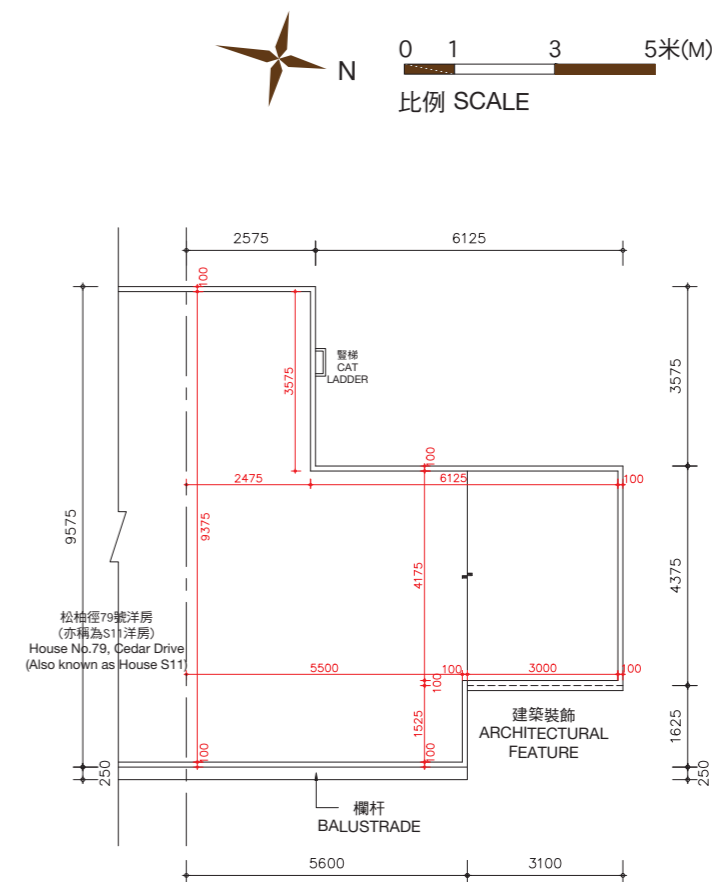 N
0 1 3 5米(M)
比例 SCALE
2575 6125
100
3575
豎梯
CAT
LADDER
3575
100
2475 6125 100
9575
9375
4175
4375
松柏徑79號洋房
(亦稱為S11洋房)
House No.79, Cedar Drive
(Also known as House S11)
5500 100 3000 100
100
1525
1625
建築裝飾
ARCHITECTURAL
FEATURE
100 100
250 250
欄杆
BALUSTRADE
5600 3100